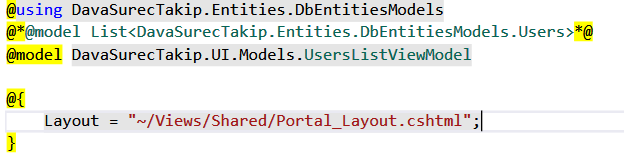 @using DavaSurecTakip.Entities.DbEntitiesModels
@*@model List<DavaSurecTakip.Entities.DbEntitiesModels.Users>*@
@model DavaSurecTakip.UI.Models.UsersListViewModel
@{
Layout = "~/Views/Shared/Portal_Layout.cshtml";
}